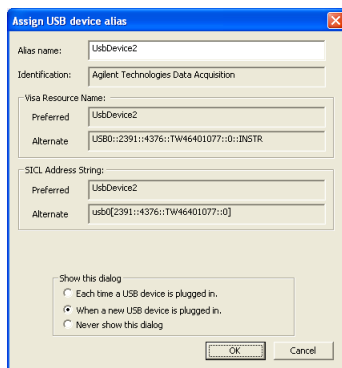 Assign USB device alias
Alias name: UsbDevice2
Identification: Agilent Technologies Data Acquisition
Visa Resource Name:
Preferred UsbDevice2
Alternate USB0::2391::4376::TW46401077::0::INSTR
SICL Address String:
Preferred UsbDevice2
Alternate usb0[2391::4376::TW46401077::0]
Show this dialog
Each time a USB device is plugged in.
When a new USB device is plugged in.
Never show this dialog
OK Cancel